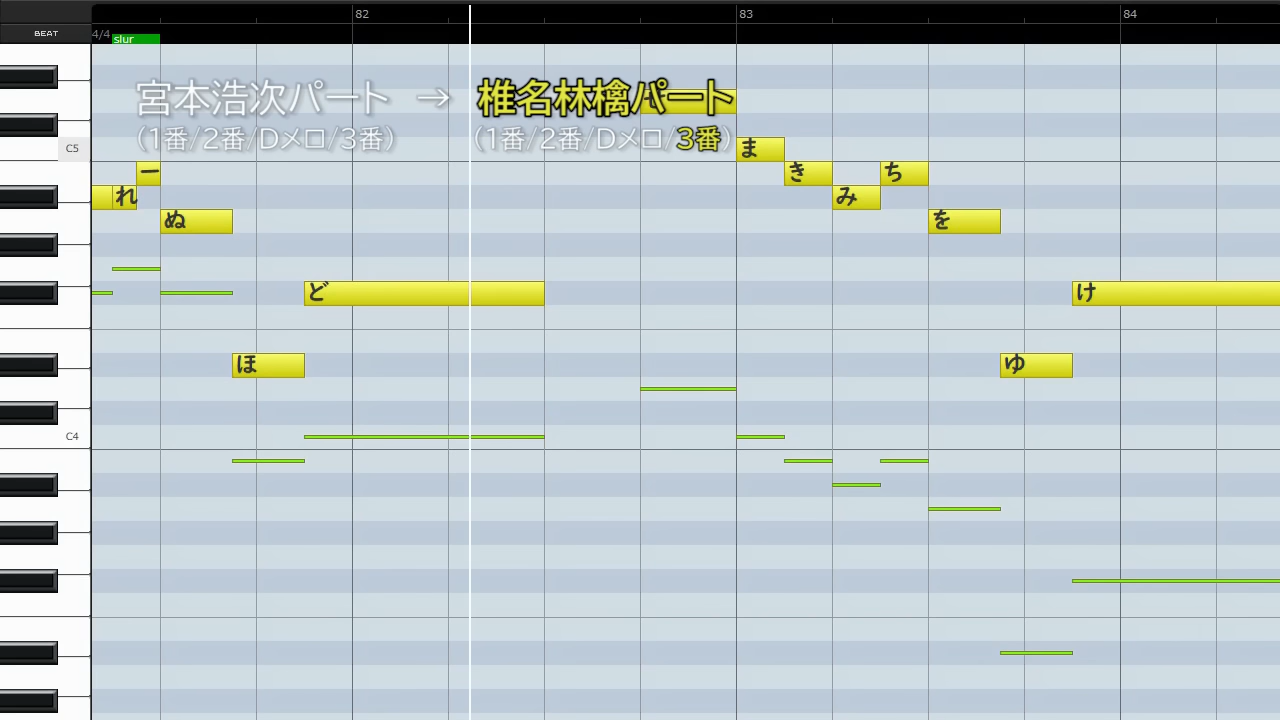 82 83 84
BEAT 4/4 slur
宮本浩次パート → 椎名林檎パート
(1番/2番/Dメロ/3番) (1番/2番/Dメロ/3番)
C5
ま
ー き ち
れ み
ぬ を
ど け
ほ ゆ
C4